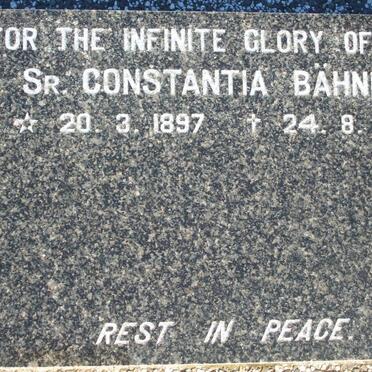 FOR THE INFINITE GLORY OF
SR. CONSTANTIA BÄHN
☆ 20. 3. 1897 † 24. 8.
REST IN PEACE.